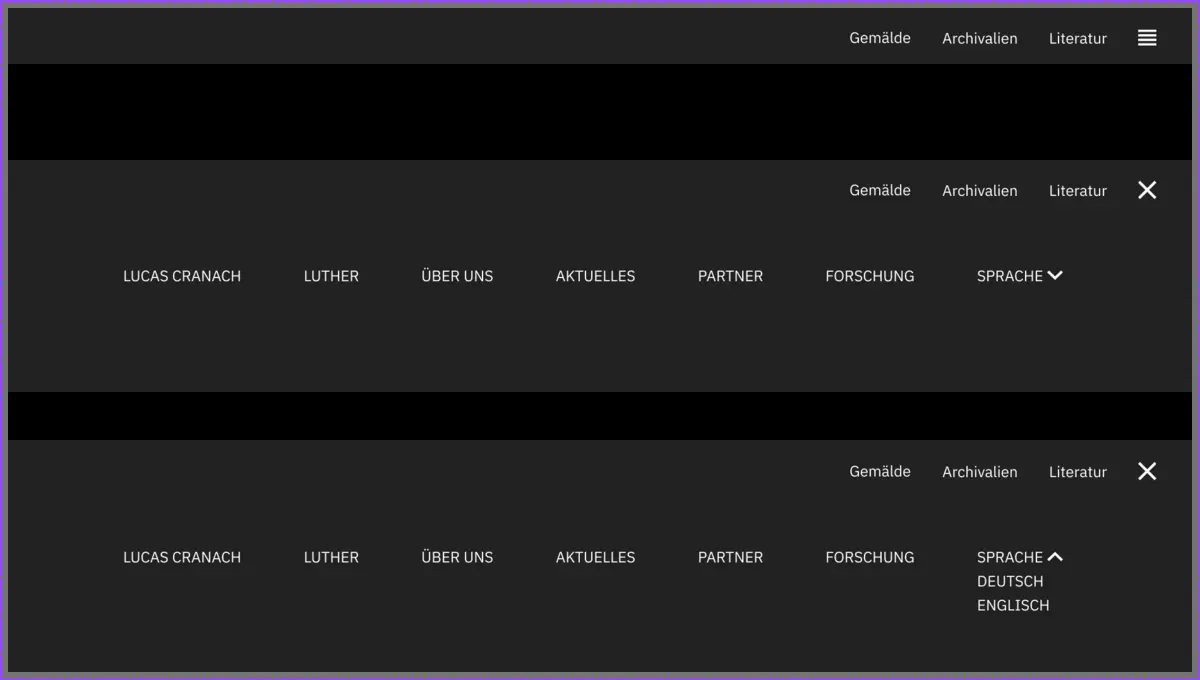 Gemälde Archivalien Literatur
Gemälde Archivalien Literatur
LUCAS CRANACH LUTHER ÜBER UNS AKTUELLES PARTNER FORSCHUNG SPRACHE
Gemälde Archivalien Literatur
LUCAS CRANACH LUTHER ÜBER UNS AKTUELLES PARTNER FORSCHUNG SPRACHE
DEUTSCH
ENGLISCH